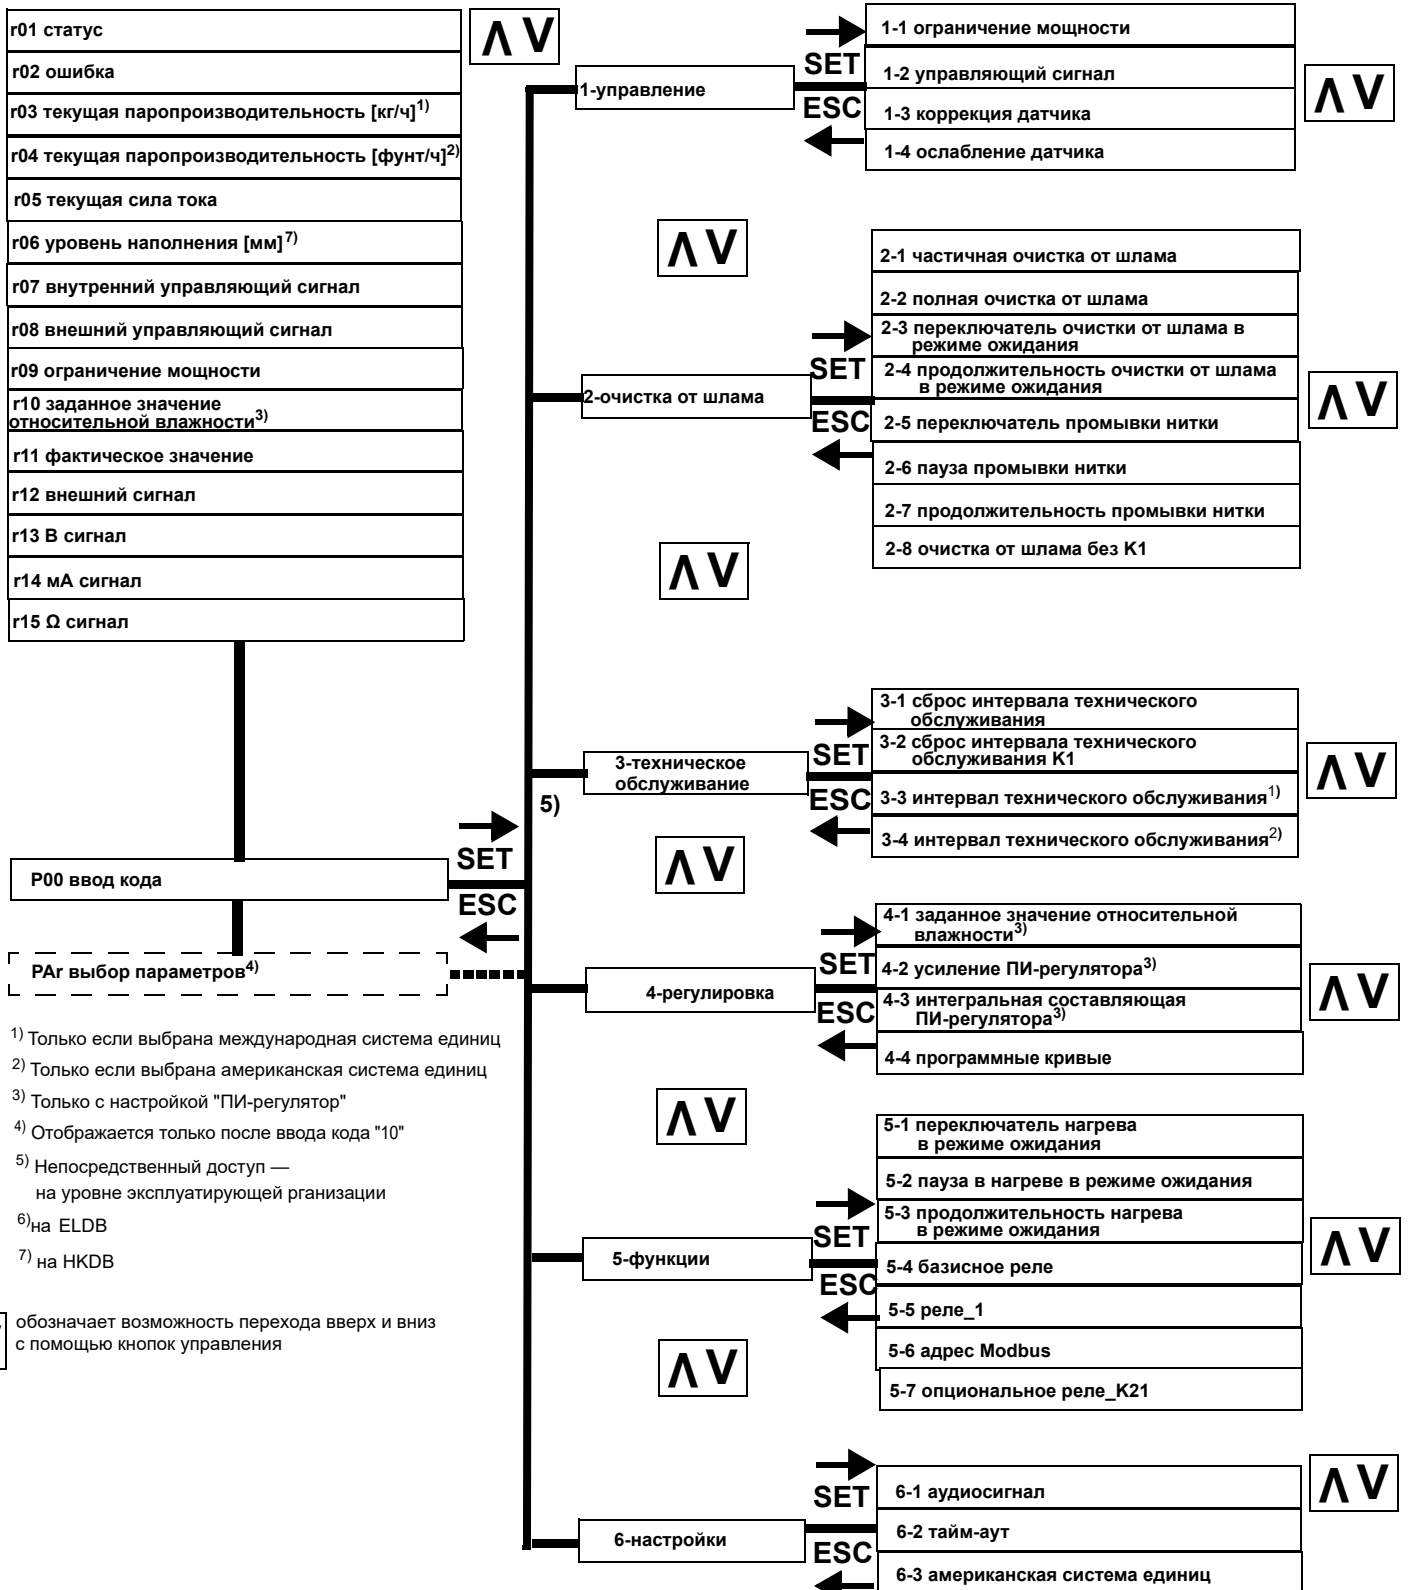 r01 статус
r02 ошибка
r03 текущая паропроизводительность [кг/ч]1)
r04 текущая паропроизводительность [фунт/ч]2)
r05 текущая сила тока
r06 уровень наполнения [мм]7)
r07 внутренний управляющий сигнал
r08 внешний управляющий сигнал
r09 ограничение мощности
r10 заданное значение
относительной влажности3)
r11 фактическое значение
r12 внешний сигнал
r13 В сигнал
r14 мА сигнал
r15 Ω сигнал
P00 ввод кода
SET
ESC
PAr выбор параметров4)
5)
Λ V
1-управление
SET
ESC
1-1 ограничение мощности
1-2 управляющий сигнал
1-3 коррекция датчика
1-4 ослабление датчика
Λ V
Λ V
2-очистка от шлама
SET
ESC
2-1 частичная очистка от шлама
2-2 полная очистка от шлама
2-3 переключатель очистки от шлама в
режиме ожидания
2-4 продолжительность очистки от шлама
в режиме ожидания
2-5 переключатель промывки нитки
2-6 пауза промывки нитки
2-7 продолжительность промывки нитки
2-8 очистка от шлама без K1
Λ V
Λ V
3-техническое
обслуживание
SET
ESC
3-1 сброс интервала технического
обслуживания
3-2 сброс интервала технического
обслуживания K1
3-3 интервал технического обслуживания1)
3-4 интервал технического обслуживания2)
Λ V
Λ V
4-регулировка
SET
ESC
4-1 заданное значение относительной
влажности3)
4-2 усиление ПИ-регулятора3)
4-3 интегральная составляющая
ПИ-регулятора3)
4-4 программные кривые
Λ V
Λ V
5-функции
SET
ESC
5-1 переключатель нагрева
в режиме ожидания
5-2 пауза в нагреве в режиме ожидания
5-3 продолжительность нагрева
в режиме ожидания
5-4 базисное реле
5-5 реле_1
5-6 адрес Modbus
5-7 опциональное реле_K21
Λ V
Λ V
6-настройки
SET
ESC
6-1 аудиосигнал
6-2 тайм-аут
6-3 американская система единиц
Λ V
1) Только если выбрана международная система единиц
2) Только если выбрана американская система единиц
3) Только с настройкой "ПИ-регулятор"
4) Отображается только после ввода кода "10"
5) Непосредственный доступ —
на уровне эксплуатирующей рганизации
6)на ELDB
7) на HKDB
обозначает возможность перехода вверх и вниз
с помощью кнопок управления